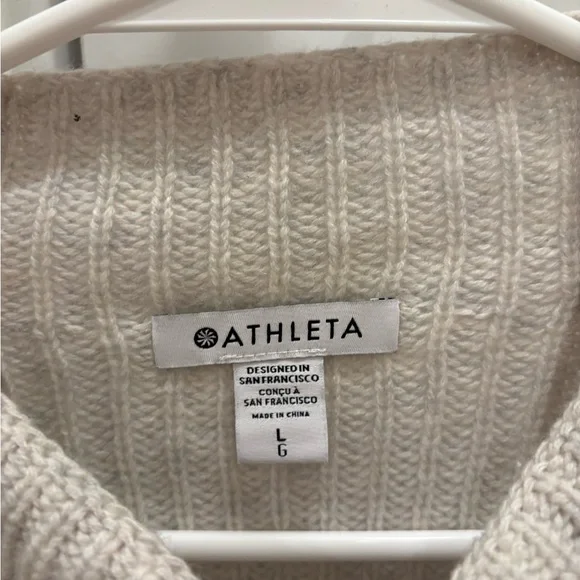 ATHLETA
DESIGNED IN
SAN FRANCISCO
CONÇU À
SAN FRANCISCO
MADE IN CHINA
L
G